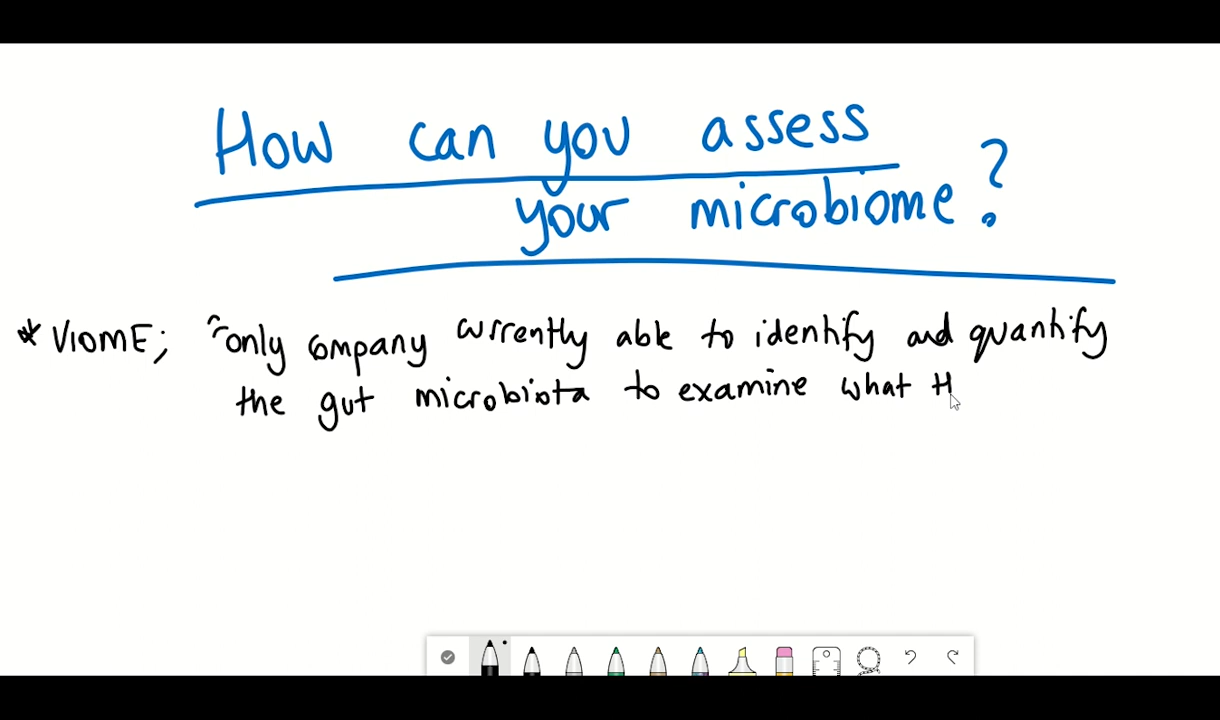 How can you assess
your microbiome?
* VIOME; "only company currently able to identify and quantify
the gut microbiota to examine what th